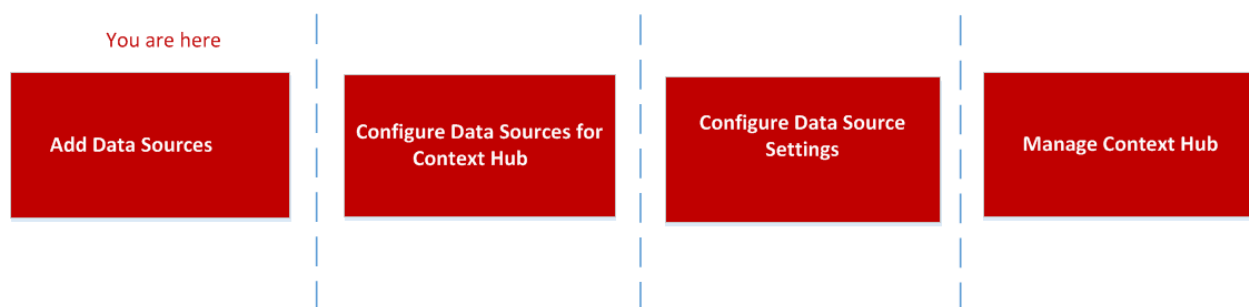 You are here
Add Data Sources
Configure Data Sources for
Context Hub
Configure Data Source
Settings
Manage Context Hub